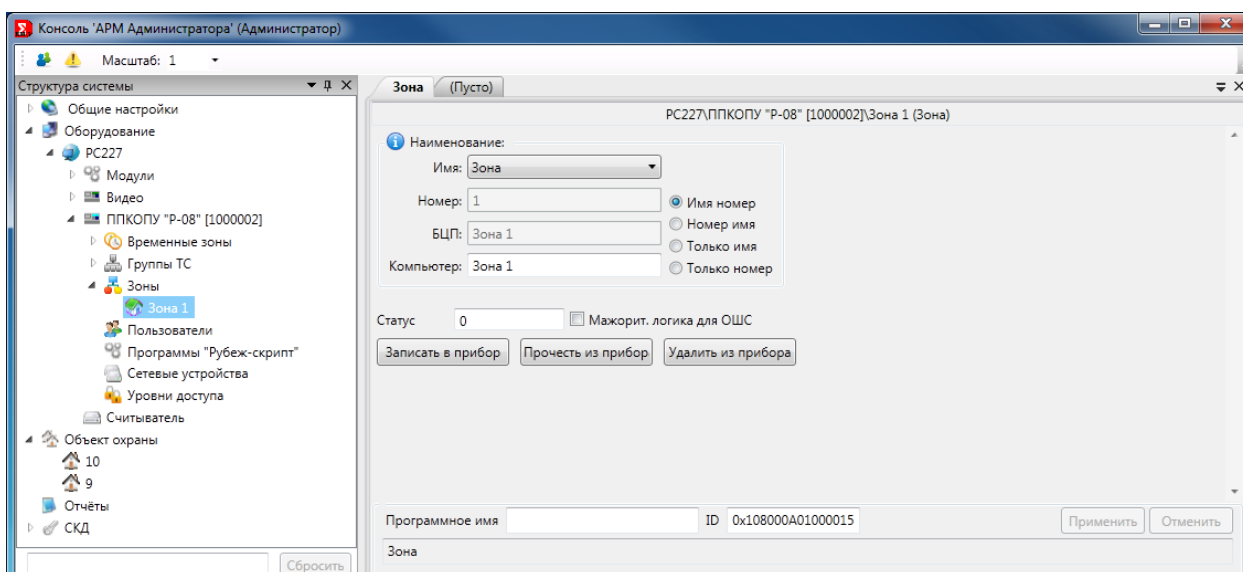 Консоль 'АРМ Администратора' (Администратор)
Масштаб: 1
Структура системы
Общие настройки
Оборудование
PC227
Модули
Видео
ППКОПУ "Р-08" [1000002]
Временные зоны
Группы ТС
Зоны
Зона 1
Пользователи
Программы "Рубеж-скрипт"
Сетевые устройства
Уровни доступа
Считыватель
Объект охраны
10
9
Отчёты
СКД
Сбросить
Зона (Пусто)
PC227\ППКОПУ "Р-08" [1000002]\Зона 1 (Зона)
Наименование:
Имя: Зона
Номер: 1
БЦП: Зона 1
Компьютер: Зона 1
Имя номер
Номер имя
Только имя
Только номер
Статус 0 Мажорит. логика для ОШС
Записать в прибор Прочесть из прибор Удалить из прибора
Программное имя ID 0x108000A01000015 Применить Отменить
Зона